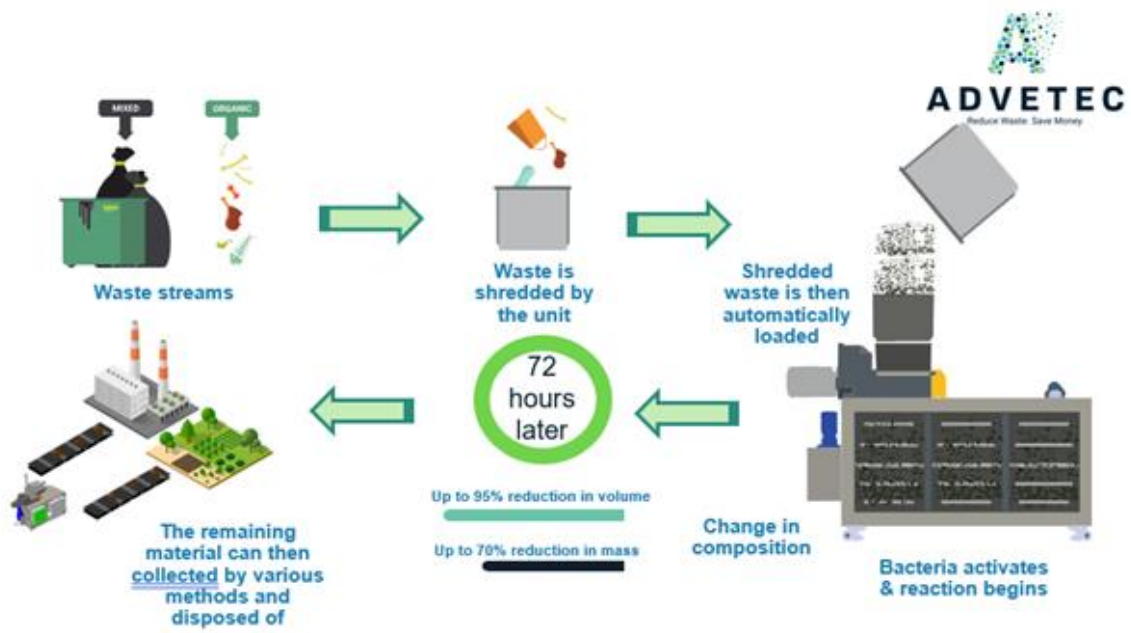 ADVETEC
Reduce Waste. Save Money
MIXED
ORGANIC
Waste streams
Waste is
shredded by
the unit
Shredded
waste is then
automatically
loaded
Bacteria activates
& reaction begins
Change in
composition
72
hours
later
Up to 95% reduction in volume
Up to 70% reduction in mass
The remaining
material can then
collected by various
methods and
disposed of